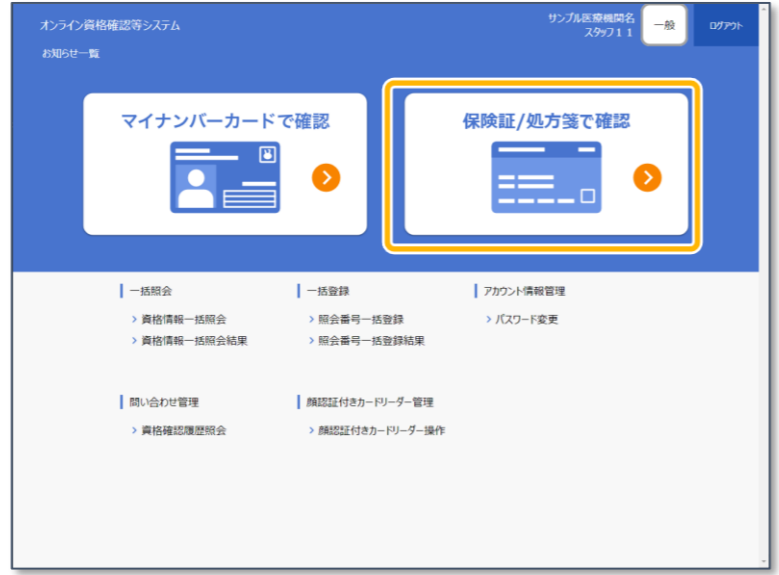 オンライン資格確認等システム
サンプル医療機関名
スタッフ11
一般
ログアウト
お知らせ一覧
マイナンバーカードで確認
保険証/処方箋で確認
一括照会
資格情報一括照会
資格情報一括照会結果
一括登録
照会番号一括登録
照会番号一括登録結果
アカウント情報管理
パスワード変更
問い合わせ管理
資格確認履歴照会
顔認証付きカードリーダー管理
顔認証付きカードリーダー操作